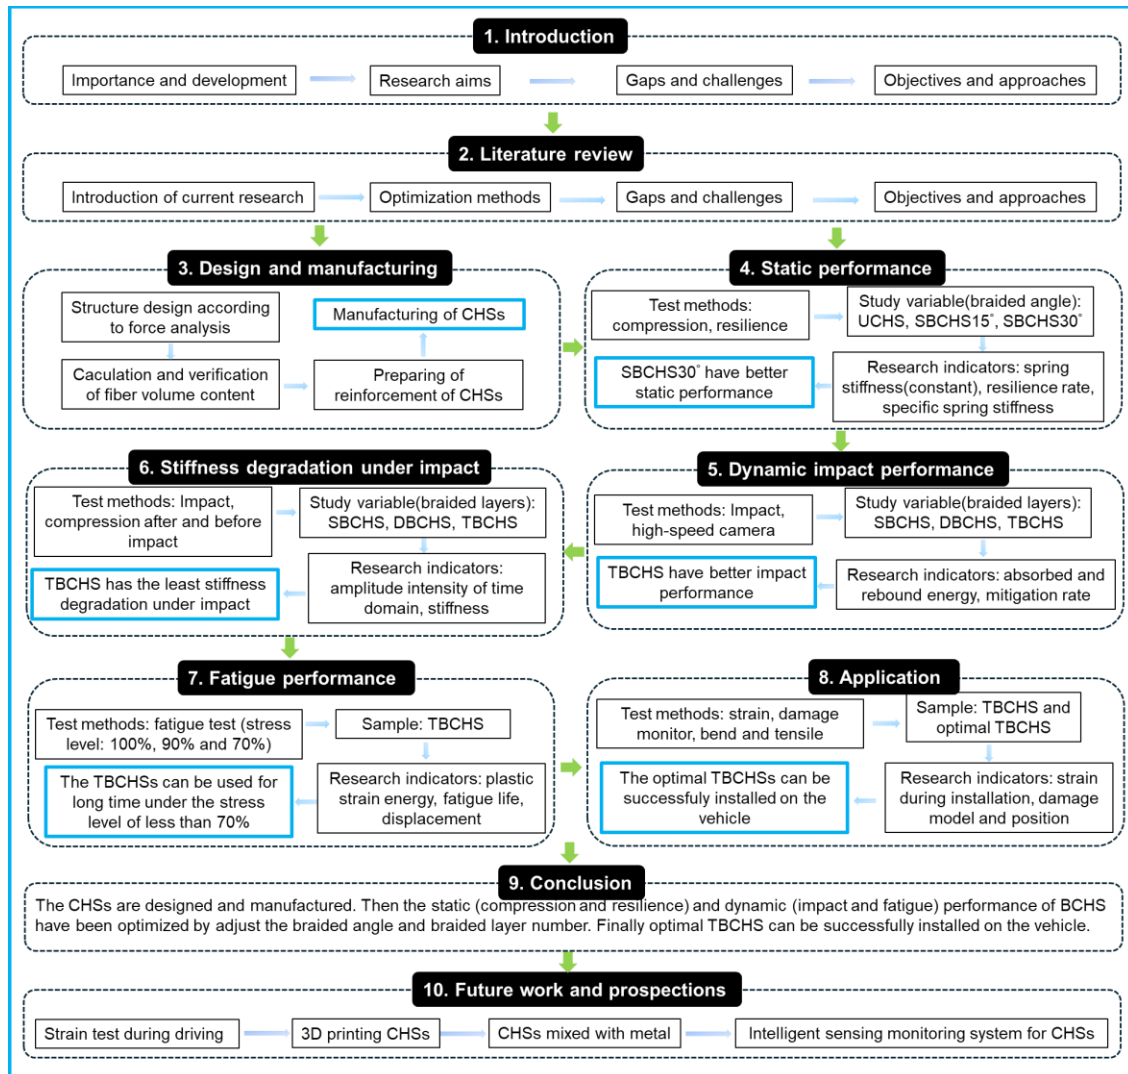 1. Introduction
Importance and development
Research aims
Gaps and challenges
Objectives and approaches
2. Literature review
Introduction of current research
Optimization methods
Gaps and challenges
Objectives and approaches
3. Design and manufacturing
Structure design according
to force analysis
Caculation and verification
of fiber volume content
Preparing of
reinforcement of CHSs
Manufacturing of CHSs
4. Static performance
Test methods:
compression, resilience
Study variable(braided angle):
UCHS, SBCHS15°, SBCHS30°
Research indicators: spring
stiffness(constant), resilience rate,
specific spring stiffness
SBCHS30° have better
static performance
5. Dynamic impact performance
Test methods: Impact,
high-speed camera
Study variable(braided layers):
SBCHS, DBCHS, TBCHS
Research indicators: absorbed and
rebound energy, mitigation rate
TBCHS have better impact
performance
6. Stiffness degradation under impact
Test methods: Impact,
compression after and before
impact
Study variable(braided layers):
SBCHS, DBCHS, TBCHS
Research indicators:
amplitude intensity of time
domain, stiffness
TBCHS has the least stiffness
degradation under impact
7. Fatigue performance
Test methods: fatigue test (stress
level: 100%, 90% and 70%)
Sample: TBCHS
Research indicators: plastic
strain energy, fatigue life,
displacement
The TBCHSs can be used for
long time under the stress
level of less than 70%
8. Application
Test methods: strain, damage
monitor, bend and tensile
Sample: TBCHS and
optimal TBCHS
Research indicators: strain
during installation, damage
model and position
The optimal TBCHSs can be
successfully installed on the
vehicle
9. Conclusion
The CHSs are designed and manufactured. Then the static (compression and resilience) and dynamic (impact and fatigue) performance of BCHS
have been optimized by adjust the braided angle and braided layer number. Finally optimal TBCHS can be successfully installed on the vehicle.
10. Future work and prospections
Strain test during driving
3D printing CHSs
CHSs mixed with metal
Intelligent sensing monitoring system for CHSs